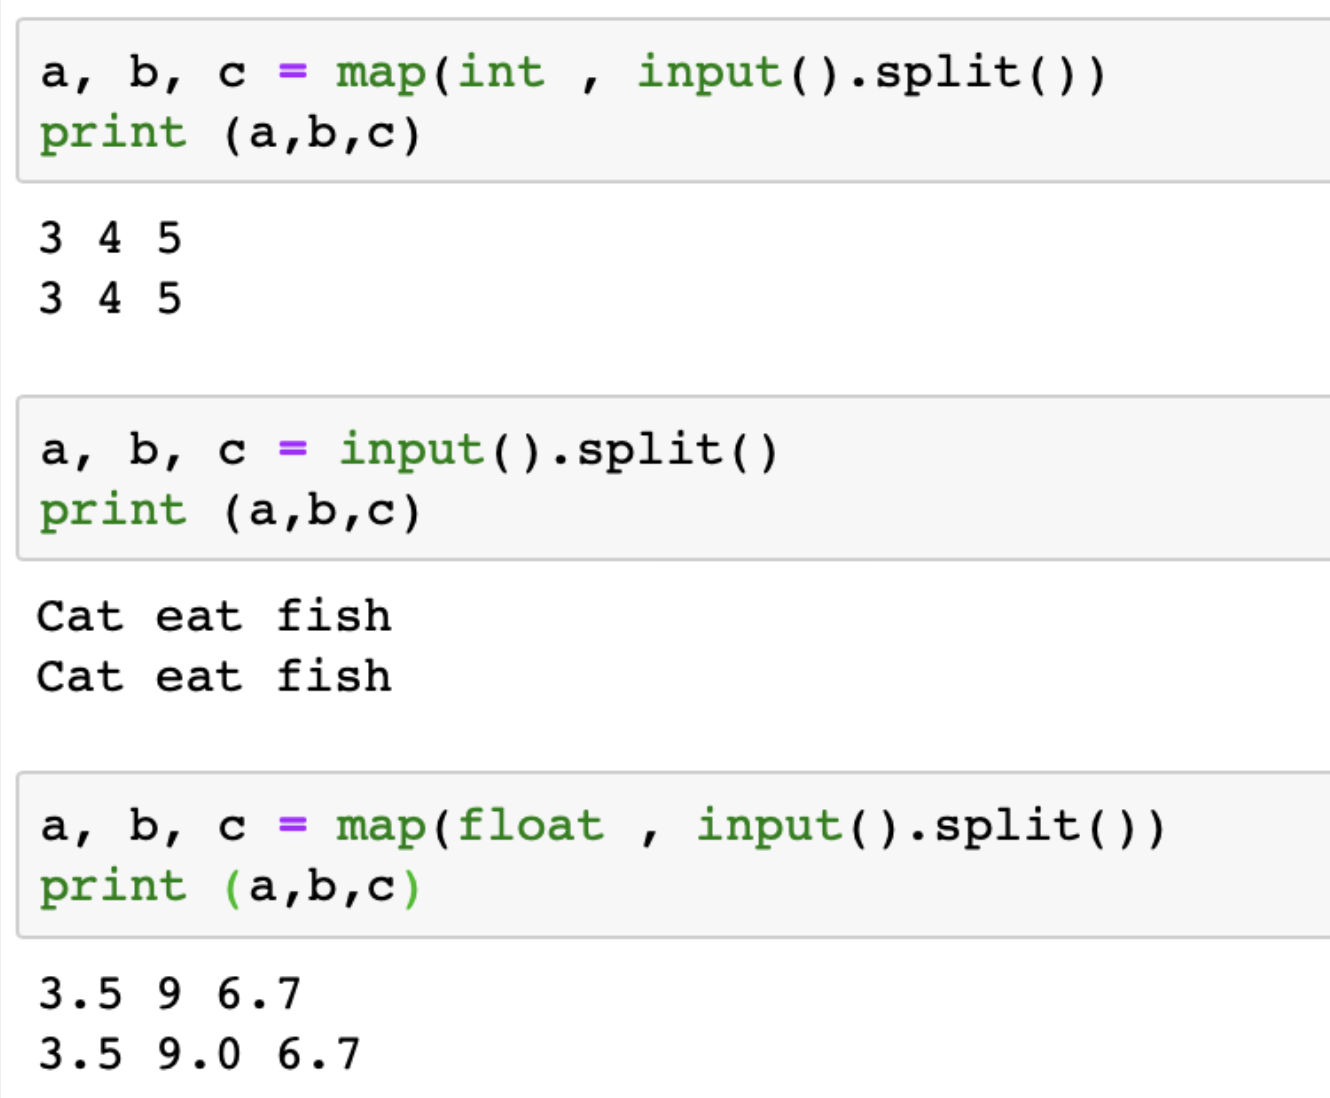 a, b, c = map(int , input().split())
print (a,b,c)
3 4 5
3 4 5
a, b, c = input().split()
print (a,b,c)
Cat eat fish
Cat eat fish
a, b, c = map(float , input().split())
print (a,b,c)
3.5 9 6.7
3.5 9.0 6.7